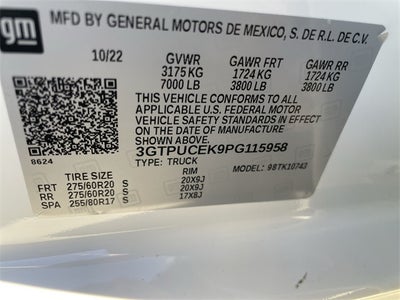 gm
MFD BY GENERAL MOTORS DE MEXICO, S. DE R.L. DE C.V.
10/22 GVWR GAWR FRT GAWR RR
3175 KG 1724 KG 1724 KG
7000 LB 3800 LB 3800 LB
THIS VEHICLE CONFORMS TO ALL APPLICABLE
U.S. FEDERAL MOTOR
VEHICLE SAFETY STANDARDS IN EFFECT ON
THE DATE OF MANUFACTURE
SHOWN ABOVE.
3GTPUCEK9PG115958
8624 TYPE: TRUCK 98TK10743
TIRE SIZE RIM
FRT 275/60R20 S 20X9J
RR 275/60R20 S 20X9J
SPA 255/80R17 S 17X8J